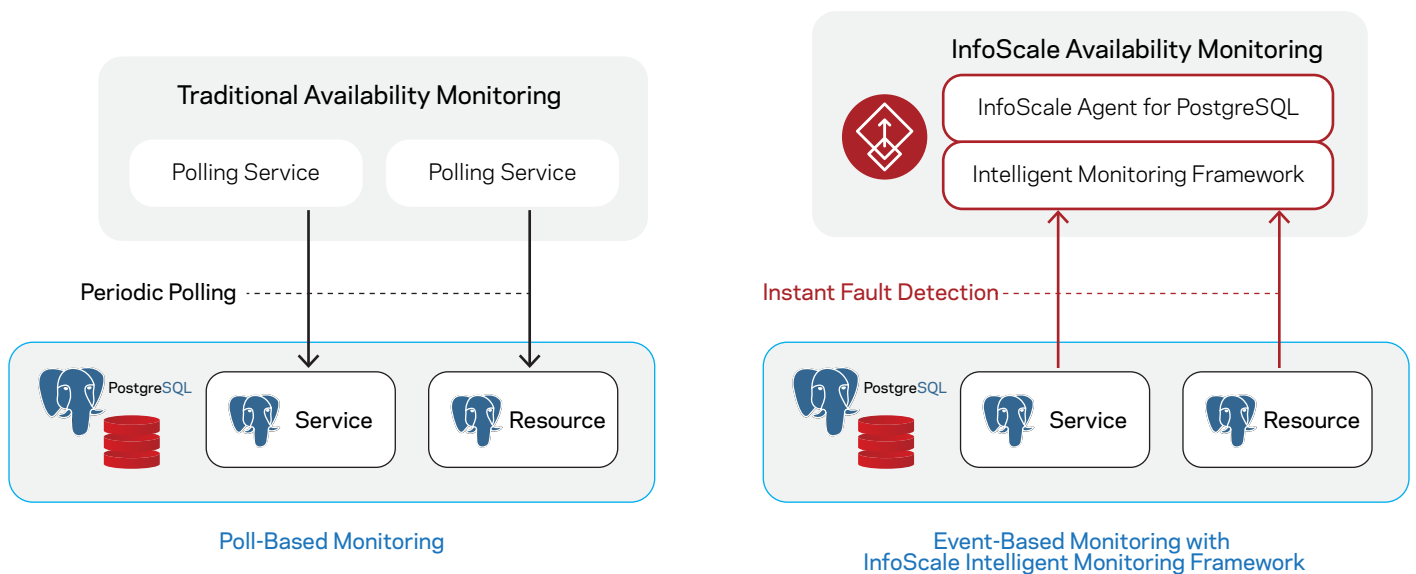 Traditional Availability Monitoring
Polling Service
Polling Service
Periodic Polling
PostgreSQL
Service
Resource
Poll-Based Monitoring
InfoScale Availability Monitoring
InfoScale Agent for PostgreSQL
Intelligent Monitoring Framework
Instant Fault Detection
PostgreSQL
Service
Resource
Event-Based Monitoring with
InfoScale Intelligent Monitoring Framework